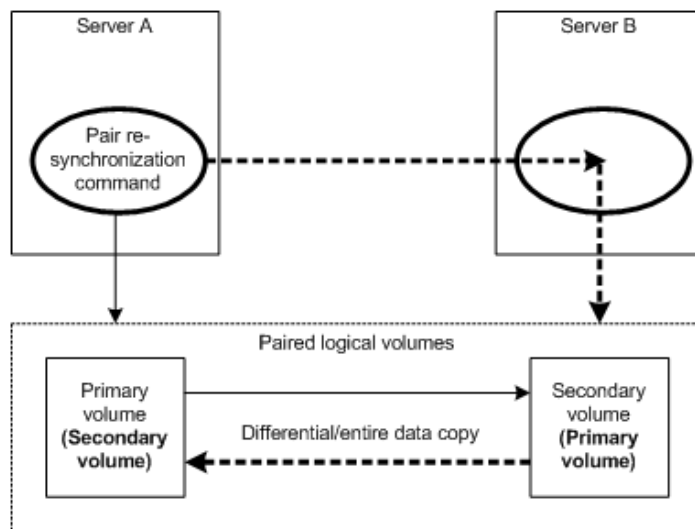 Server A
Server B
Pair re-
synchronization
command
Paired logical volumes
Primary
volume
(Secondary
volume)
Differential/entire data copy
Secondary
volume
(Primary
volume)